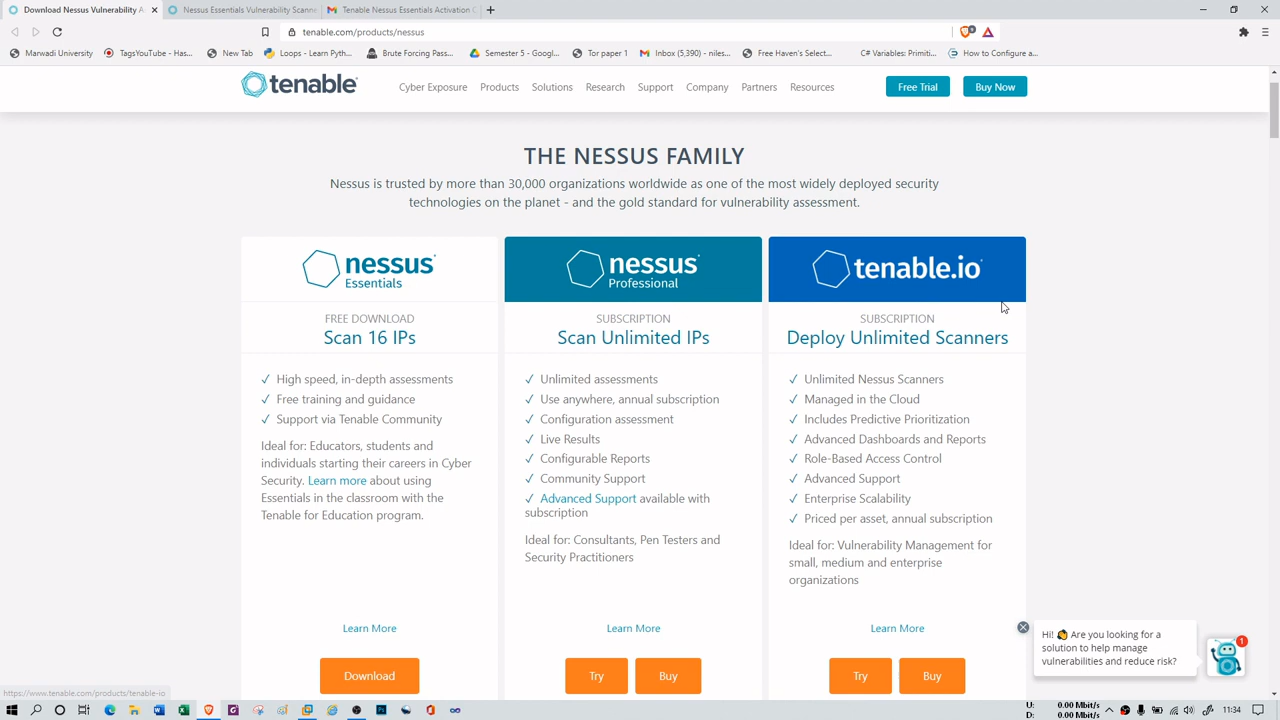 Download Nessus Vulnerability A
Nessus Essentials Vulnerability Scann
Tenable Nessus Essentials Activation C
tenable.com/products/nessus
Marwadi University
TagsYouTube - Has...
New Tab
Loops - Learn Pyth...
Brute Forcing Pass...
Semester 5 - Googl...
Tor paper 1
Inbox (5,390) - niles...
Free Haven's Select...
C# Variables: Primiti...
How to Configure a...
tenable
Cyber Exposure
Products
Solutions
Research
Support
Company
Partners
Resources
Free Trial
Buy Now
THE NESSUS FAMILY
Nessus is trusted by more than 30,000 organizations worldwide as one of the most widely deployed security
technologies on the planet - and the gold standard for vulnerability assessment.
nessus
Essentials
FREE DOWNLOAD
Scan 16 IPs
✓ High speed, in-depth assessments
✓ Free training and guidance
✓ Support via Tenable Community
Ideal for: Educators, students and
individuals starting their careers in Cyber
Security. Learn more about using
Essentials in the classroom with the
Tenable for Education program.
Learn More
Download
nessus
Professional
SUBSCRIPTION
Scan Unlimited IPs
✓ Unlimited assessments
✓ Use anywhere, annual subscription
✓ Configuration assessment
✓ Live Results
✓ Configurable Reports
✓ Community Support
✓ Advanced Support available with
subscription
Ideal for: Consultants, Pen Testers and
Security Practitioners
Learn More
Try
Buy
tenable.io
SUBSCRIPTION
Deploy Unlimited Scanners
✓ Unlimited Nessus Scanners
✓ Managed in the Cloud
✓ Includes Predictive Prioritization
✓ Advanced Dashboards and Reports
✓ Role-Based Access Control
✓ Advanced Support
✓ Enterprise Scalability
✓ Priced per asset, annual subscription
Ideal for: Vulnerability Management for
small, medium and enterprise
organizations
Learn More
Try
Buy
Hi! 👋 Are you looking for a
solution to help manage
vulnerabilities and reduce risk?
1
https://www.tenable.com/products/tenable-io
U: 0.00 Mbit/s
D: 0.00 Mbit/s
11:34